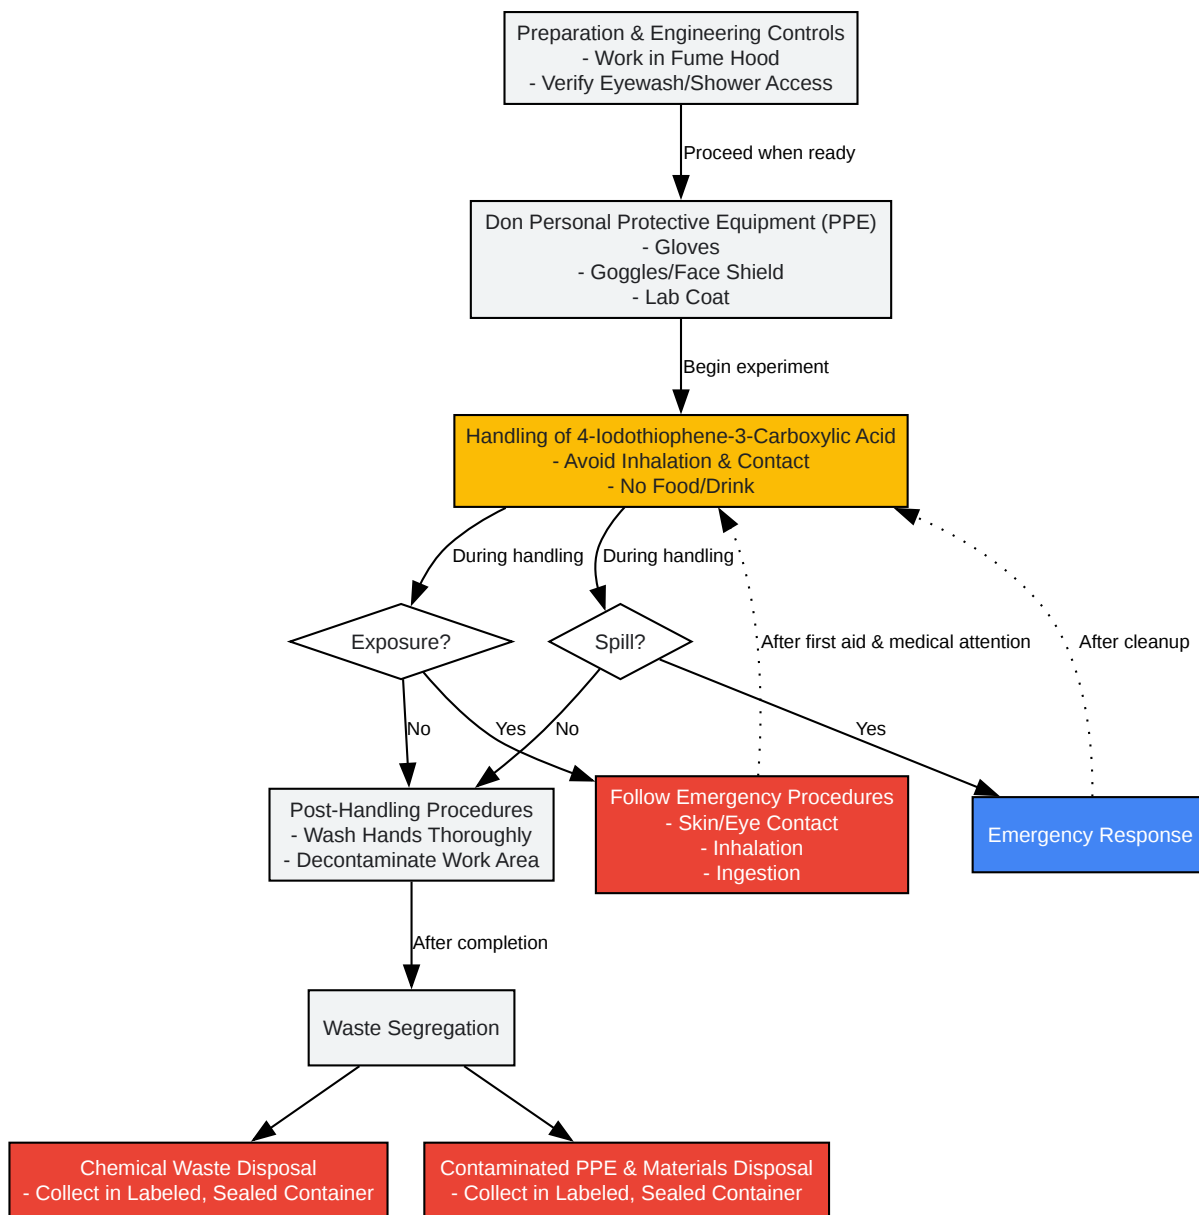 Preparation & Engineering Controls
- Work in Fume Hood
- Verify Eyewash/Shower Access
Proceed when ready
Don Personal Protective Equipment (PPE)
- Gloves
- Goggles/Face Shield
- Lab Coat
Begin experiment
Handling of 4-Iodothiophene-3-Carboxylic Acid
- Avoid Inhalation & Contact
- No Food/Drink
During handling
During handling
Exposure?
Spill?
After first aid & medical attention
After cleanup
No
Yes
No
Yes
Post-Handling Procedures
- Wash Hands Thoroughly
- Decontaminate Work Area
Follow Emergency Procedures
- Skin/Eye Contact
- Inhalation
- Ingestion
Emergency Response
After completion
Waste Segregation
Chemical Waste Disposal
- Collect in Labeled, Sealed Container
Contaminated PPE & Materials Disposal
- Collect in Labeled, Sealed Container